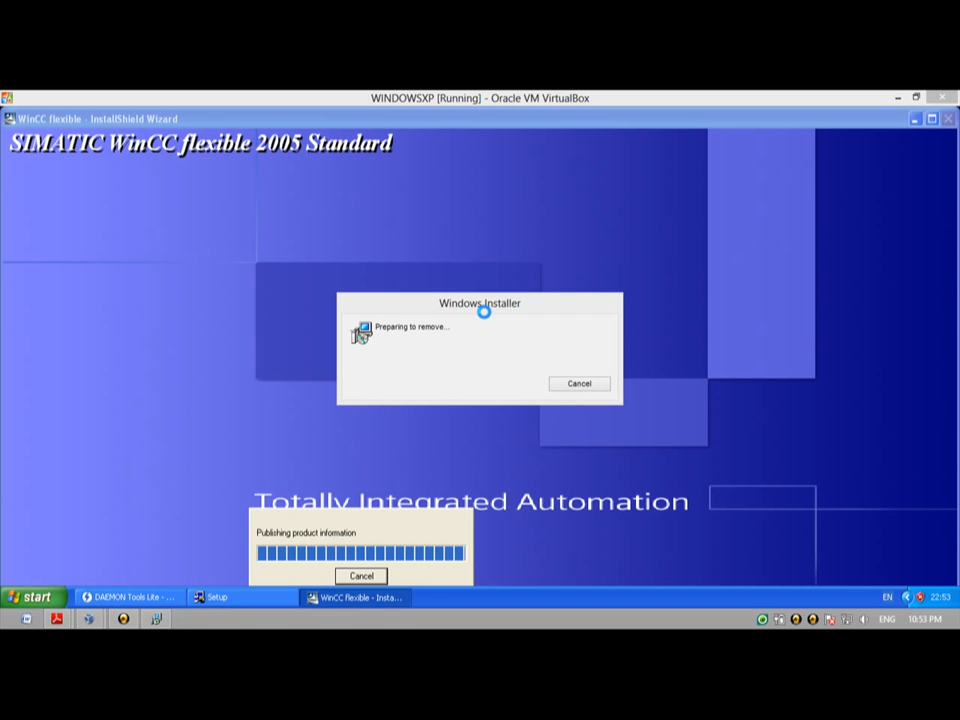 WINDOWSXP [Running] - Oracle VM VirtualBox
WinCC flexible - InstallShield Wizard
SIMATIC WinCC flexible 2005 Standard
Windows Installer
Preparing to remove...
Cancel
Totally Integrated Automation
Publishing product information
Cancel
start
DAEMON Tools Lite - ...
Setup
WinCC flexible - Insta...
EN
22:53
ENG
10:53 PM